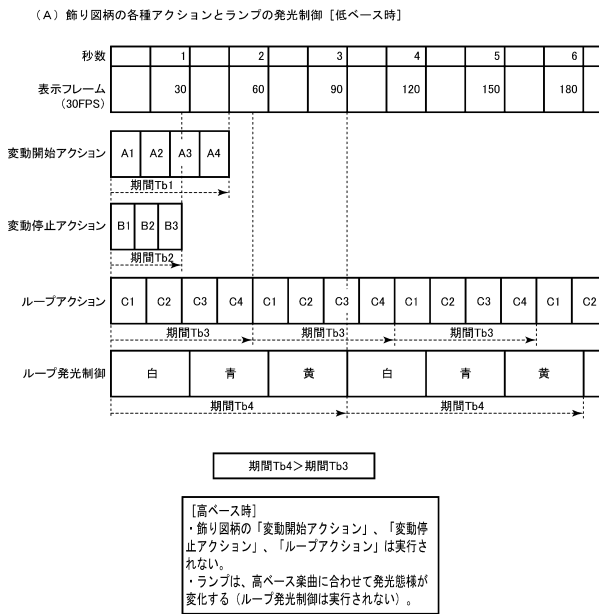 (A) 飾り図柄の各種アクションとランプの発光制御 [低ベース時]
秒数 1 2 3 4 5 6
表示フレーム 30 60 90 120 150 180
(30FPS)
変動開始アクション A1 A2 A3 A4
期間Tb1
変動停止アクション B1 B2 B3
期間Tb2
ループアクション C1 C2 C3 C4 C1 C2 C3 C4 C1 C2 C3 C4 C1 C2
期間Tb3 期間Tb3 期間Tb3
ループ発光制御 白 青 黄 白 青 黄
期間Tb4 期間Tb4
期間Tb4＞期間Tb3
[高ベース時]
・飾り図柄の「変動開始アクション」、「変動停
止アクション」、「ループアクション」は実行さ
れない。
・ランプは、高ベース楽曲に合わせて発光態様が
変化する（ループ発光制御は実行されない）。